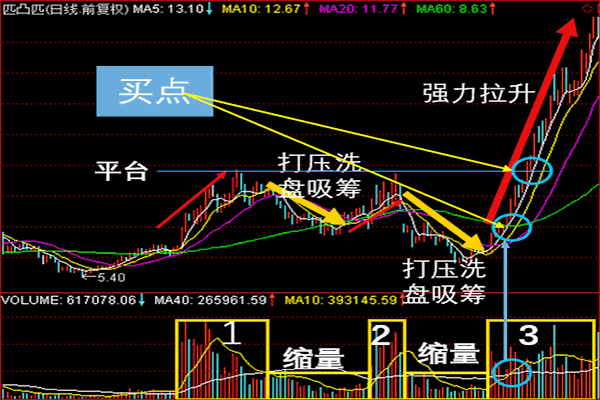 匹凸匹(日线.前复权) MA5: 13.10↓ MA10: 12.67↑ MA20: 11.77↑ MA60: 8.63↑
买点
强力拉升
平台
打压洗
盘吸筹
打压洗
盘吸筹
←5.40
VOLUME: 617078.06↓ MA40: 265961.59↑ MA10: 393145.59↑
1
2
3
缩量
缩量